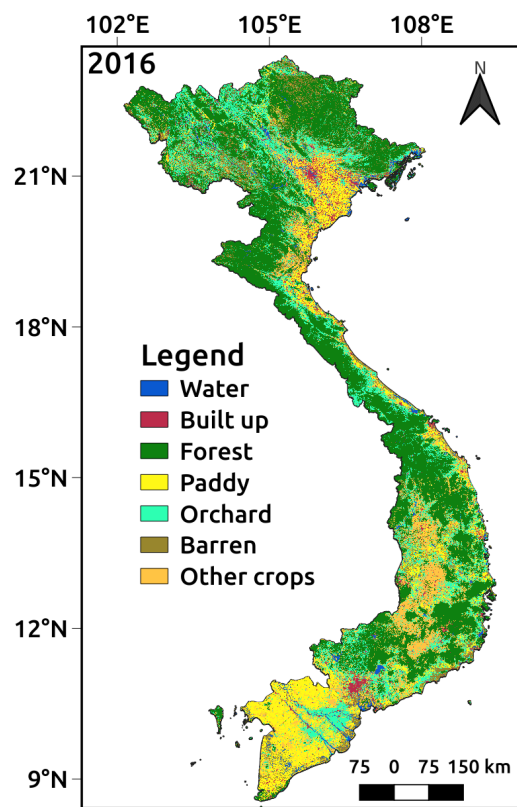 102°E 105°E 108°E
2016
N
21°N
18°N
Legend
Water
Built up
Forest
Paddy
15°N
Orchard
Barren
Other crops
12°N
9°N
75 0 75 150 km